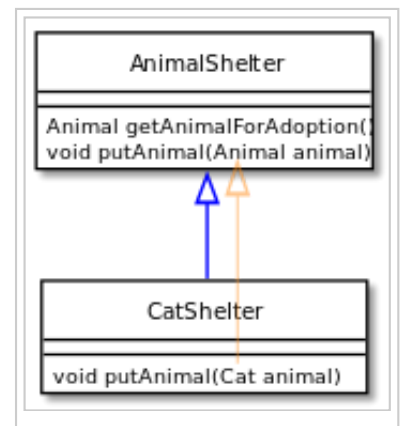 AnimalShelter
Animal getAnimalForAdoption()
void putAnimal(Animal animal)
CatShelter
void putAnimal(Cat animal)